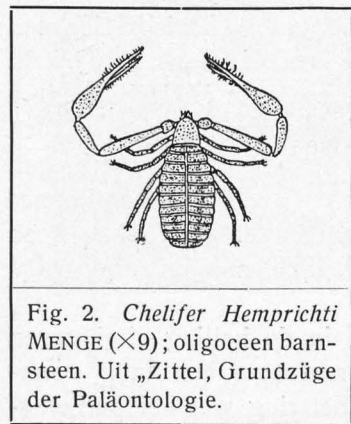 Fig. 2. Chelifer Hemprichti
MENGE (×9); oligoceen barn-
steen. Uit „Zittel, Grundzüge
der Paläontologie.